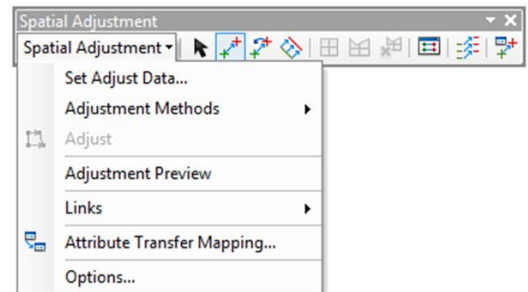 Spatial Adjustment
Spatial Adjustment
Set Adjust Data...
Adjustment Methods
Adjust
Adjustment Preview
Links
Attribute Transfer Mapping...
Options...